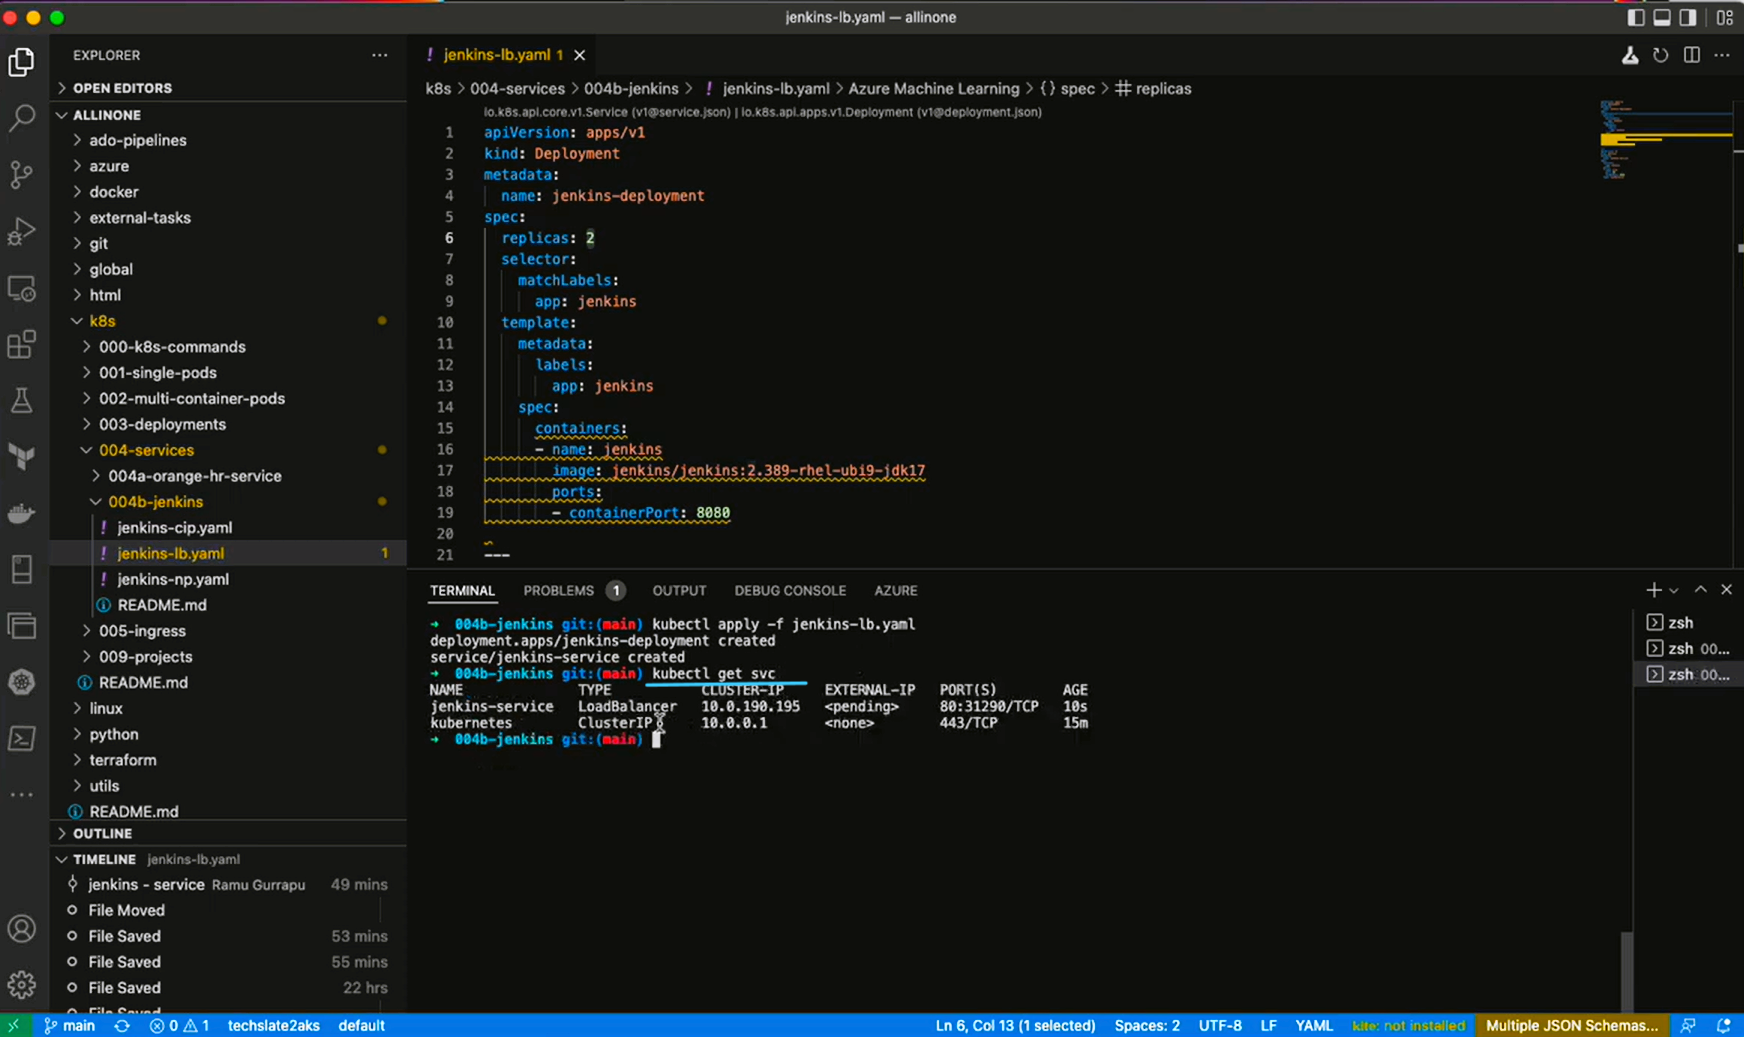 jenkins-lb.yaml — allinone
EXPLORER
OPEN EDITORS
ALLINONE
ado-pipelines
azure
docker
external-tasks
git
global
html
k8s
000-k8s-commands
001-single-pods
002-multi-container-pods
003-deployments
004-services
004a-orange-hr-service
004b-jenkins
! jenkins-cip.yaml
! jenkins-lb.yaml 1
! jenkins-np.yaml
README.md
005-ingress
009-projects
README.md
linux
python
terraform
utils
README.md
OUTLINE
TIMELINE jenkins-lb.yaml
jenkins - service Ramu Gurrapu 49 mins
File Moved
File Saved 53 mins
File Saved 55 mins
File Saved 22 hrs
! jenkins-lb.yaml 1
k8s > 004-services > 004b-jenkins > ! jenkins-lb.yaml > Azure Machine Learning > {} spec > # replicas
io.k8s.api.core.v1.Service (v1@service.json) | io.k8s.api.apps.v1.Deployment (v1@deployment.json)
1 apiVersion: apps/v1
2 kind: Deployment
3 metadata:
4 name: jenkins-deployment
5 spec:
6 replicas: 2
7 selector:
8 matchLabels:
9 app: jenkins
10 template:
11 metadata:
12 labels:
13 app: jenkins
14 spec:
15 containers:
16 - name: jenkins
17 image: jenkins/jenkins:2.389-rhel-ubi9-jdk17
18 ports:
19 - containerPort: 8080
20
21 ---
TERMINAL PROBLEMS 1 OUTPUT DEBUG CONSOLE AZURE
→ 004b-jenkins git:(main) kubectl apply -f jenkins-lb.yaml
deployment.apps/jenkins-deployment created
service/jenkins-service created
→ 004b-jenkins git:(main) kubectl get svc
NAME TYPE CLUSTER-IP EXTERNAL-IP PORT(S) AGE
jenkins-service LoadBalancer 10.0.190.195 <pending> 80:31290/TCP 10s
kubernetes ClusterIP 10.0.0.1 <none> 443/TCP 15m
→ 004b-jenkins git:(main)
zsh
zsh 00...
zsh 00...
main 0 1 techslate2aks default Ln 6, Col 13 (1 selected) Spaces: 2 UTF-8 LF YAML kite: not installed Multiple JSON Schemas...